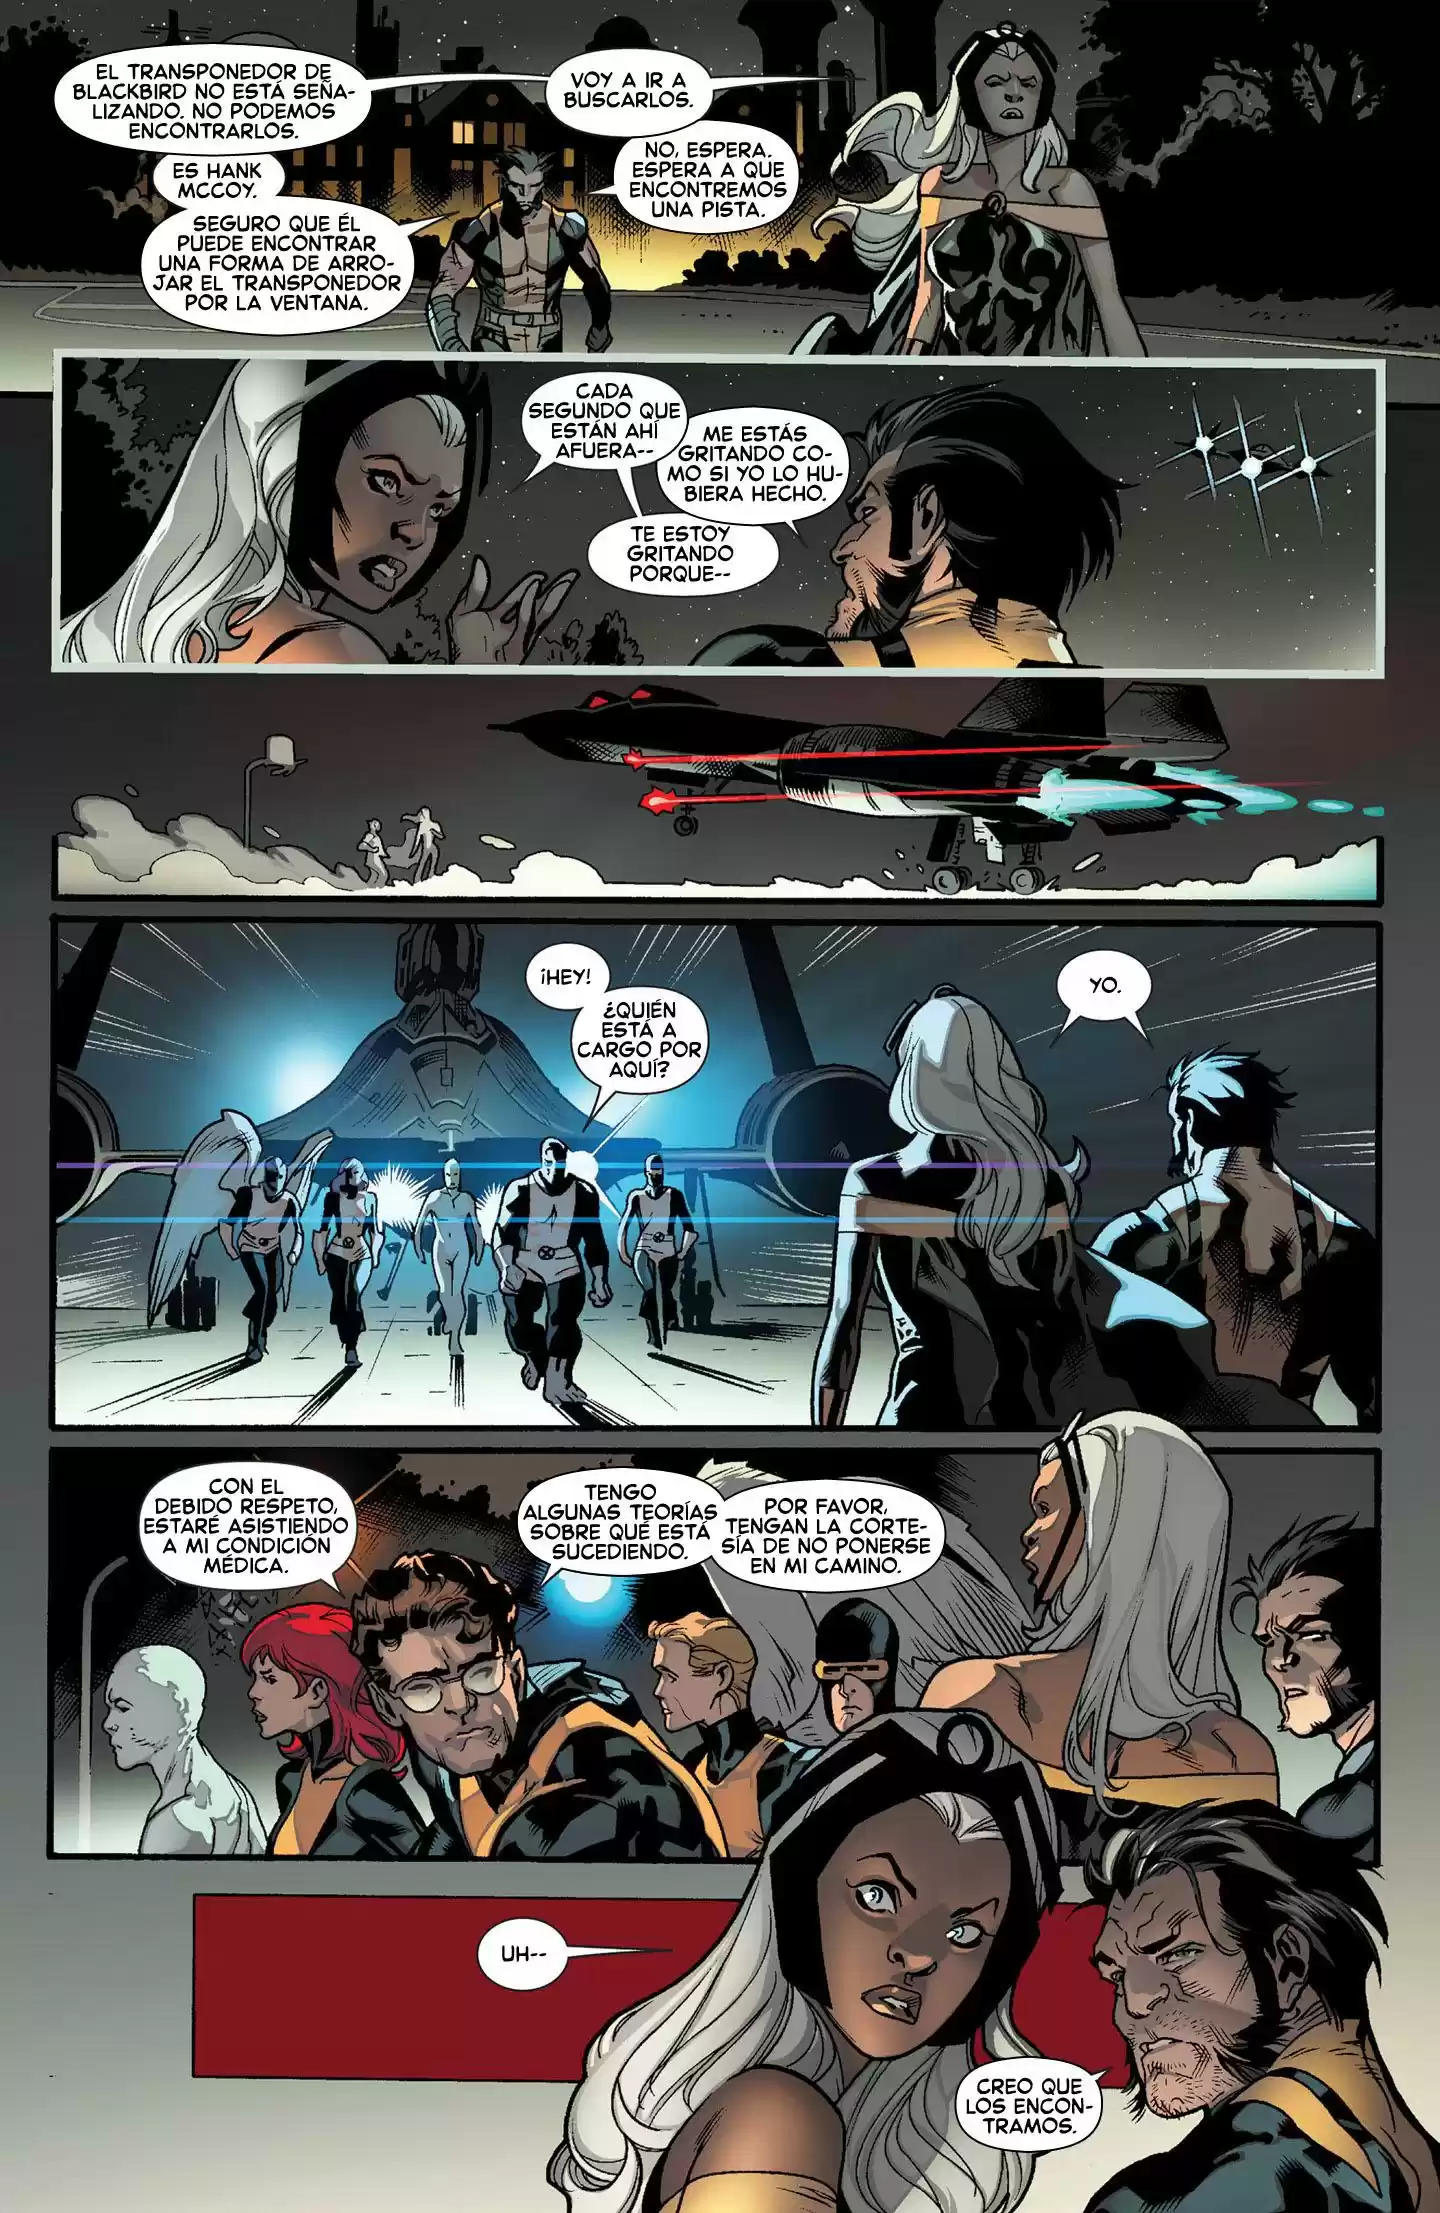 EL TRANSPONEDOR DE
BLACKBIRD NO ESTÁ SEÑA-
LIZANDO. NO PODEMOS
ENCONTRARLOS.
ES HANK
MCCOY.
SEGURO QUE ÉL
PUEDE ENCONTRAR
UNA FORMA DE ARRO-
JAR EL TRANSPONEDOR
POR LA VENTANA.
VOY A IR A
BUSCARLOS.
NO, ESPERA.
ESPERA A QUE
ENCONTREMOS
UNA PISTA.
CADA
SEGUNDO QUE
ESTÁN AHÍ
AFUERA--
ME ESTÁS
GRITANDO CO-
MO SI YO LO HU-
BIERA HECHO.
TE ESTOY
GRITANDO
PORQUE--
¡HEY!
¿QUIÉN
ESTÁ A
CARGO POR
AQUÍ?
YO.
CON EL
DEBIDO RESPETO,
ESTARÉ ASISTIENDO
A MI CONDICIÓN
MÉDICA.
TENGO
ALGUNAS TEORÍAS
SOBRE QUÉ ESTÁ
SUCEDIENDO.
POR FAVOR,
TENGAN LA CORTE-
SÍA DE NO PONERSE
EN MI CAMINO.
UH--
CREO QUE
LOS ENCON-
TRAMOS.